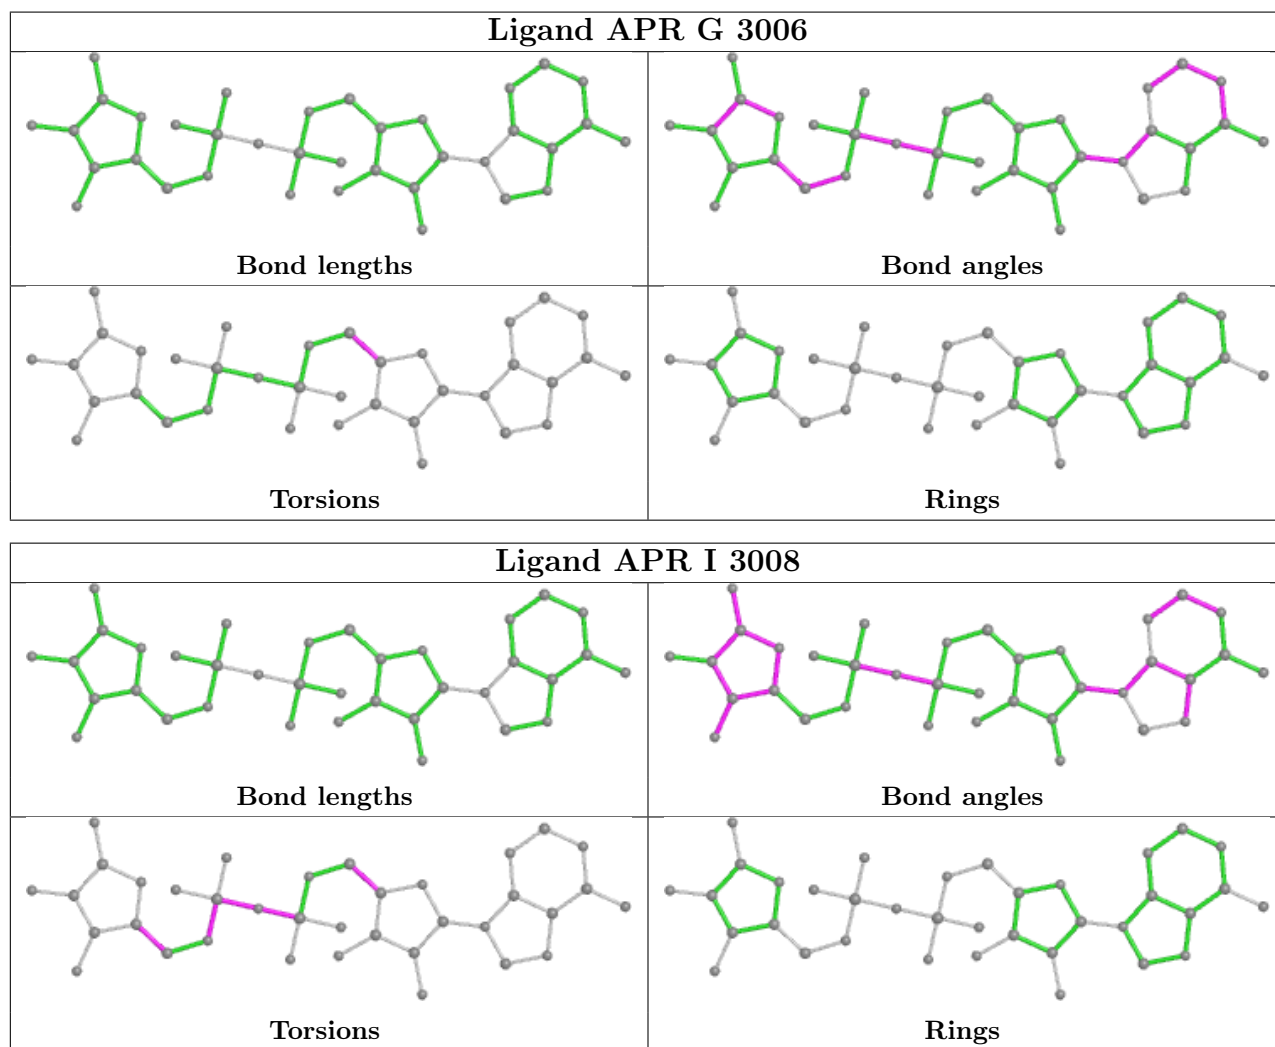 Ligand APR G 3006
Bond lengths
Bond angles
Torsions
Rings
Ligand APR I 3008
Bond lengths
Bond angles
Torsions
Rings